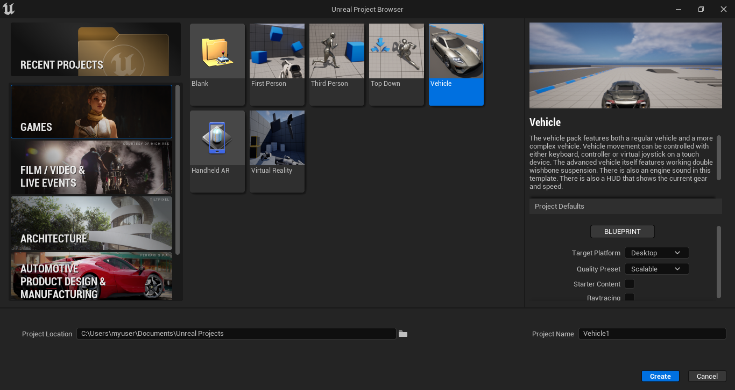 Unreal Project Browser
RECENT PROJECTS
GAMES
FILM / VIDEO &
LIVE EVENTS
ARCHITECTURE
AUTOMOTIVE
PRODUCT DESIGN &
MANUFACTURING
Blank
First Person
Third Person
Top Down
Vehicle
Handheld AR
Virtual Reality
Vehicle
The vehicle pack features both a regular vehicle and a more
complex vehicle. Vehicle movement can be controlled with
either keyboard, controller or virtual joystick on a touch
device. The advanced vehicle itself features working double
wishbone suspension. There is also an engine sound in this
template. There is also a HUD that shows the current gear
and speed.
Project Defaults
BLUEPRINT
Target Platform Desktop
Quality Preset Scalable
Starter Content
Raytracing
Project Location C:\Users\myuser\Documents\Unreal Projects
Project Name Vehicle1
Create
Cancel